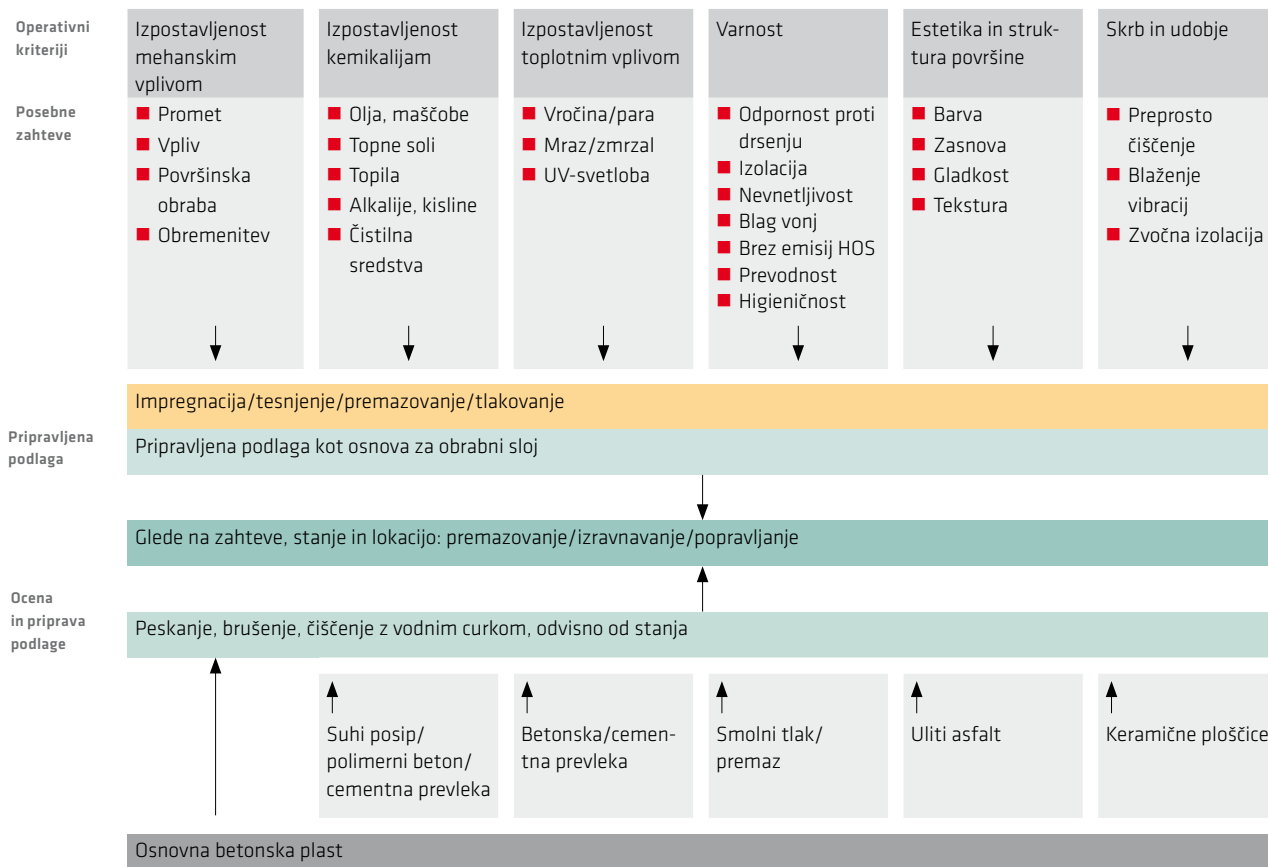 Operativni
kriteriji
Izpostavljenost
mehanskim
vplivom
Izpostavljenost
kemikalijam
Izpostavljenost
toplotnim vplivom
Varnost
Estetika in struk-
tura površine
Skrb in udobje
Posebne
zahteve
Promet
Vpliv
Površinska
obraba
Obremenitev
Olja, maščobe
Topne soli
Topila
Alkalije, kisline
Čistilna
sredstva
Vročina/para
Mraz/zmrzal
UV-svetloba
Odpornost proti
drsenju
Izolacija
Nevnetljivost
Blag vonj
Brez emisij HOS
Prevodnost
Higieničnost
Barva
Zasnova
Gladkost
Tekstura
Preprosto
čiščenje
Blaženje
vibracij
Zvočna izolacija
Impregnacija/tesnjenje/premazovanje/tlakovanje
Pripravljena
podlaga
Pripravljena podlaga kot osnova za obrabni sloj
Glede na zahteve, stanje in lokacijo: premazovanje/izravnavanje/popravljanje
Ocena
in priprava
podlage
Peskanje, brušenje, čiščenje z vodnim curkom, odvisno od stanja
Suhi posip/
polimerni beton/
cementna prevleka
Betonska/cemen-
tna prevleka
Smolni tlak/
premaz
Uliti asfalt
Keramične ploščice
Osnovna betonska plast